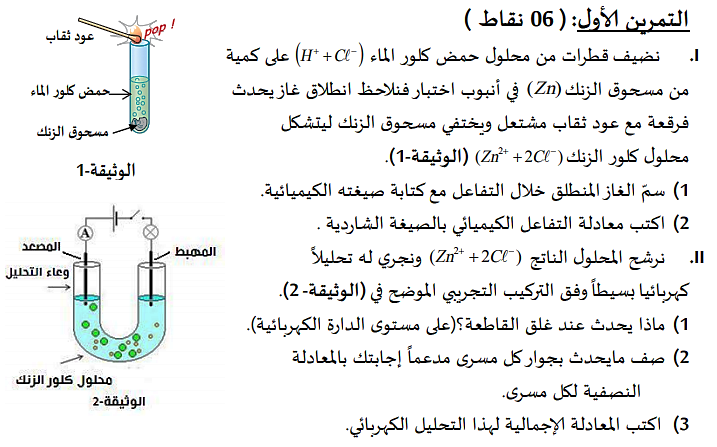 التمرين الأول: ( 06 نقاط )
I. نضيف قطرات من محلول حمض كلور الماء (H⁺ + Cℓ⁻) على كمية
من مسحوق الزنك (Zn) في أنبوب اختبار فنلاحظ انطلاق غاز يحدث
فرقعة مع عود ثقاب مشتعل ويختفي مسحوق الزنك ليتشكل
محلول كلور الزنك (Zn²⁺ + 2Cℓ⁻) (الوثيقة-1).
1) سمّ الغاز المنطلق خلال التفاعل مع كتابة صيغته الكيميائية.
2) اكتب معادلة التفاعل الكيميائي بالصيغة الشاردية .
II. نرشح المحلول الناتج (Zn²⁺ + 2Cℓ⁻) ونجري له تحليلاً
كهربائيا بسيطاً وفق التركيب التجريبي الموضح في (الوثيقة- 2).
1) ماذا يحدث عند غلق القاطعة؟(على مستوى الدارة الكهربائية).
2) صف مايحدث بجوار كل مسرى مدعماً إجابتك بالمعادلة
النصفية لكل مسرى.
3) اكتب المعادلة الإجمالية لهذا التحليل الكهربائي.
pop !
عود ثقاب
حمض كلور الماء
مسحوق الزنك
الوثيقة-1
A
المصعد
المهبط
وعاء التحليل
محلول كلور الزنك
الوثيقة-2